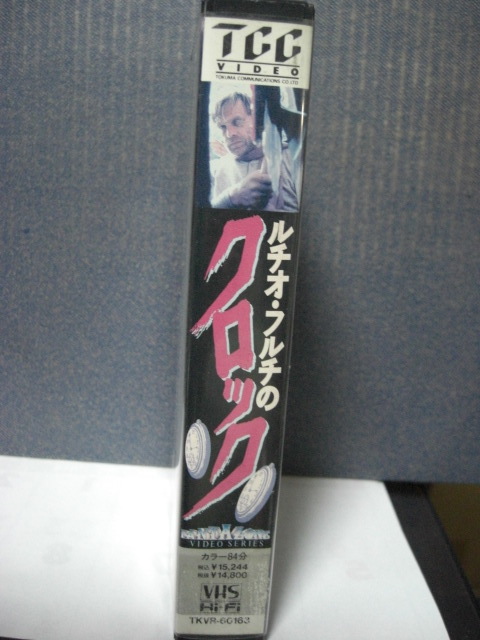 TCC
VIDEO
TOKUMA COMMUNICATIONS CO.,LTD.
ルチオ・フルチの
クロック
VIDEO SERIES
カラー84分
税込 ¥15,244
税抜 ¥14,800
VHS
Hi-Fi
TKVR-60163